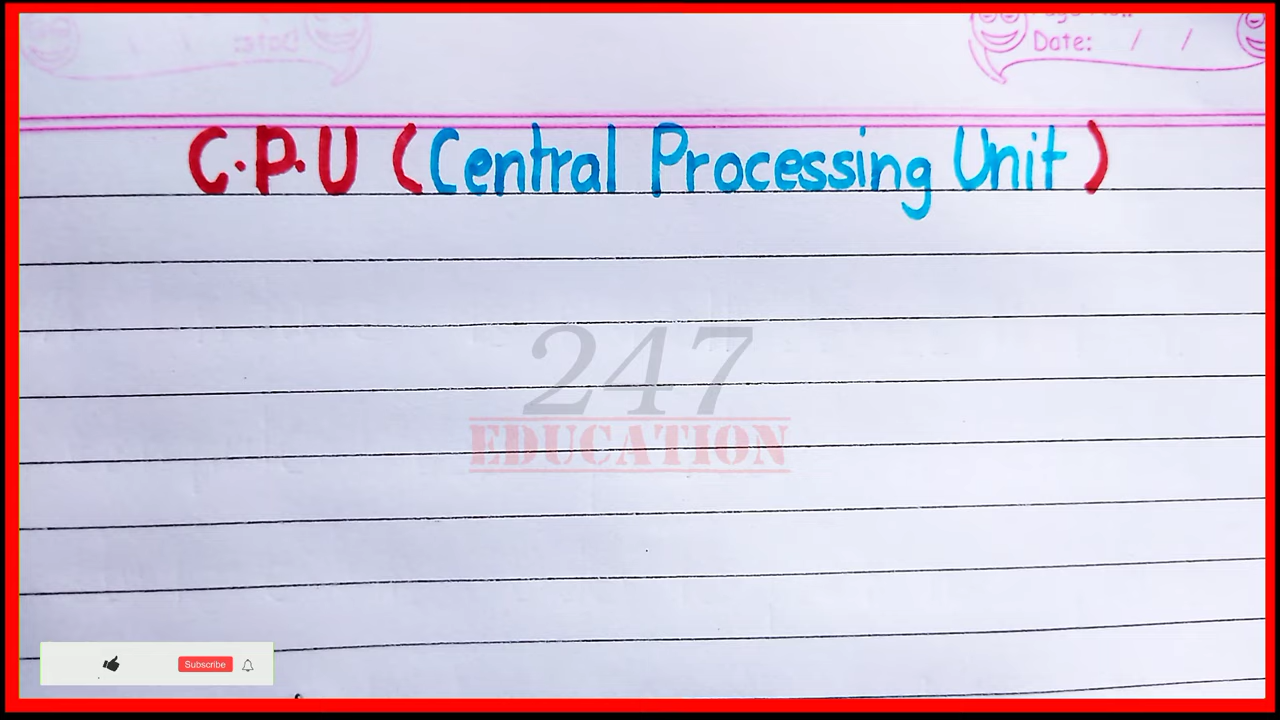 Date: / /
C.P.U (Central Processing Unit)
247
EDUCATION
Subscribe